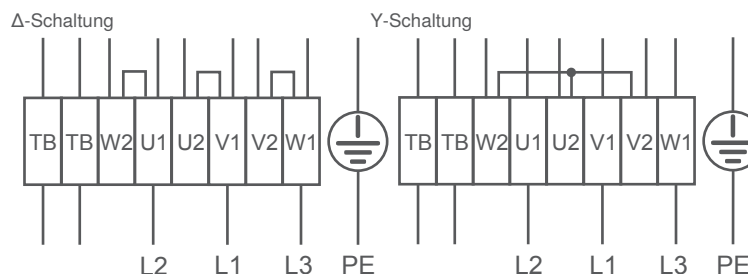 Δ-Schaltung Y-Schaltung
TB TB W2 U1 U2 V1 V2 W1 TB TB W2 U1 U2 V1 V2 W1
L2 L1 L3 PE L2 L1 L3 PE